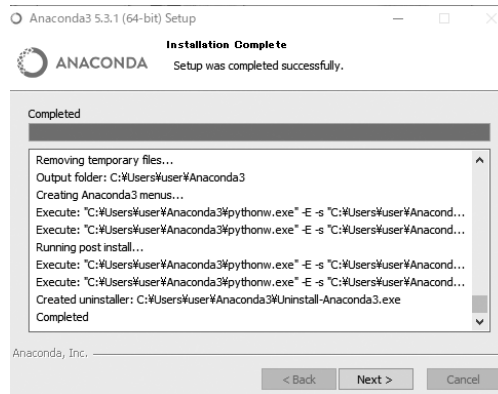 Anaconda3 5.3.1 (64-bit) Setup
Installation Complete
ANACONDA
Setup was completed successfully.
Completed
Removing temporary files...
Output folder: C:¥Users¥user¥Anaconda3
Creating Anaconda3 menus...
Execute: "C:¥Users¥user¥Anaconda3¥pythonw.exe" -E -s "C:¥Users¥user¥Anacond...
Execute: "C:¥Users¥user¥Anaconda3¥pythonw.exe" -E -s "C:¥Users¥user¥Anacond...
Running post install...
Execute: "C:¥Users¥user¥Anaconda3¥pythonw.exe" -E -s "C:¥Users¥user¥Anacond...
Execute: "C:¥Users¥user¥Anaconda3¥pythonw.exe" -E -s "C:¥Users¥user¥Anacond...
Created uninstaller: C:¥Users¥user¥Anaconda3¥Uninstall-Anaconda3.exe
Completed
Anaconda, Inc.
< Back Next > Cancel